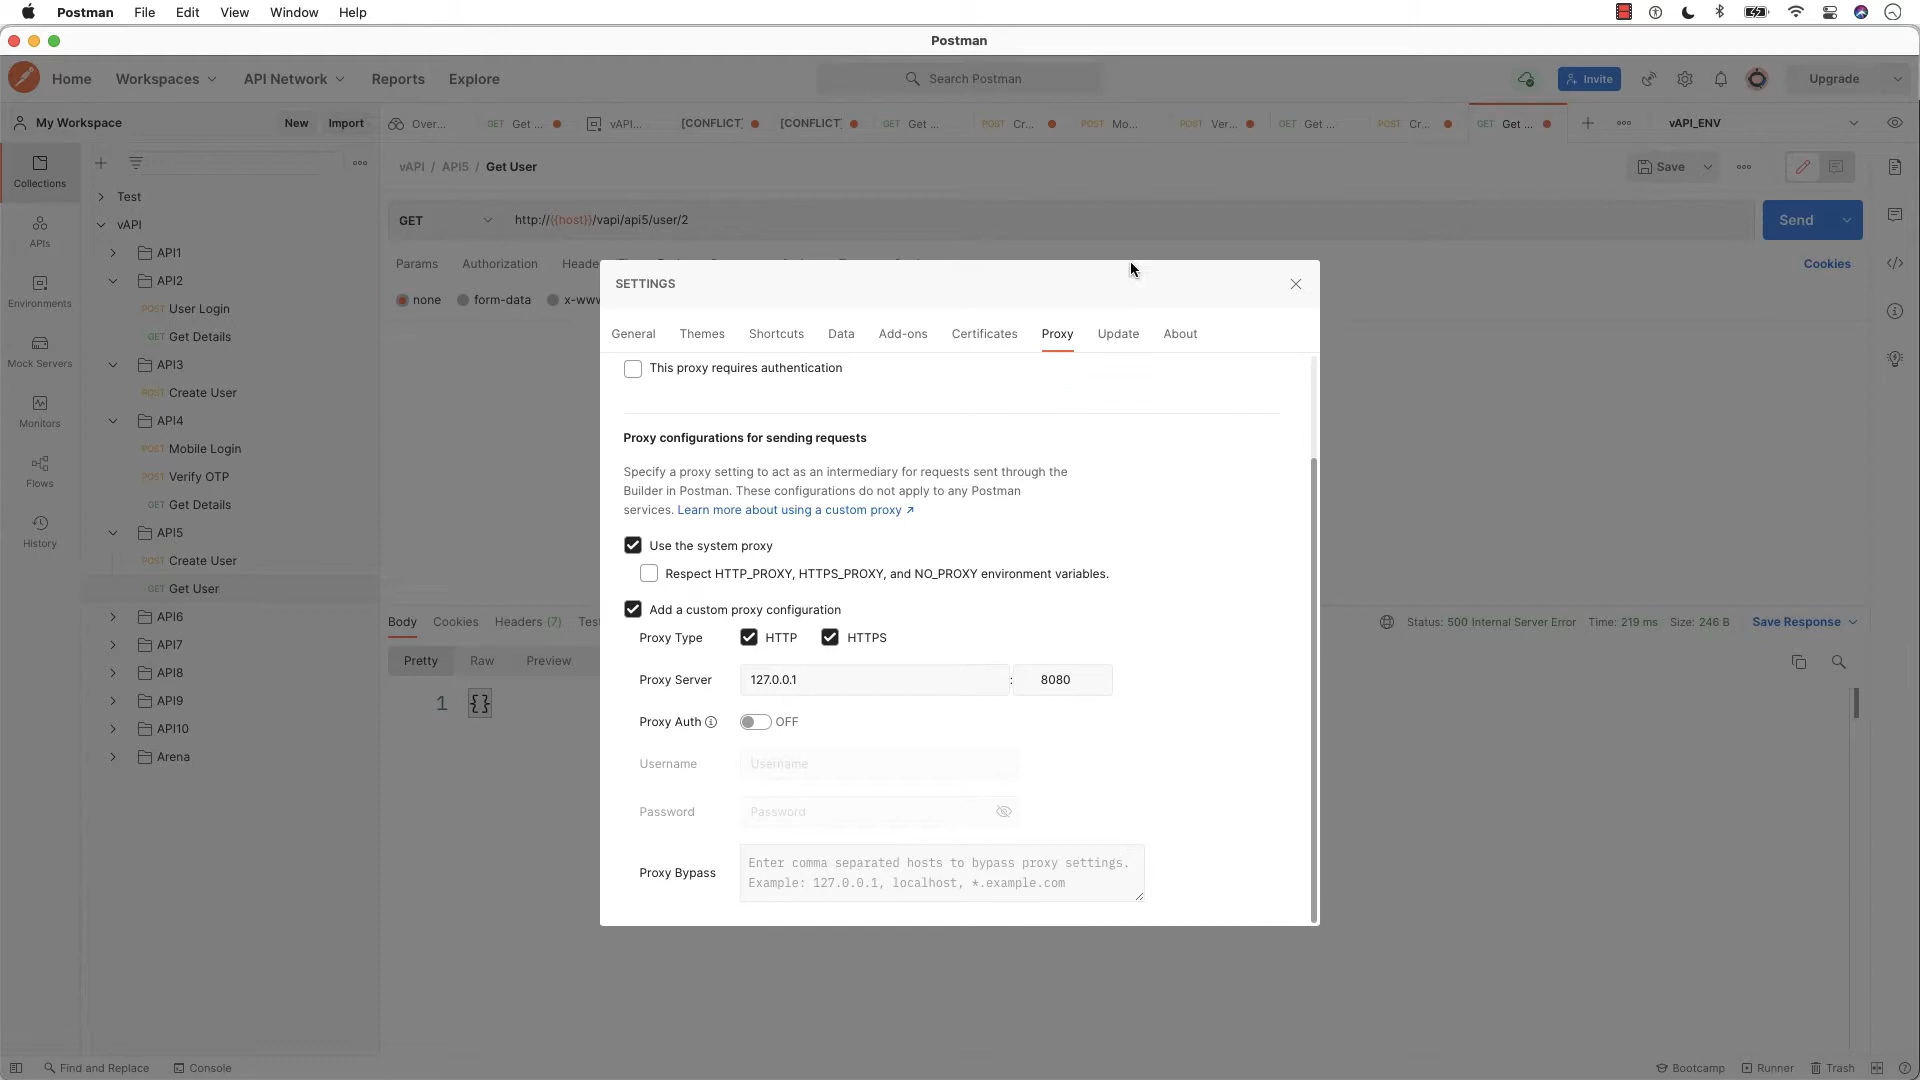 Postman File Edit View Window Help
Postman
Home Workspaces API Network Reports Explore
Search Postman
Invite
Upgrade
My Workspace
New Import
Over...
GET Get ...
vAPI...
[CONFLICT]
[CONFLICT]
GET Get ...
POST Cr...
POST Mo...
POST Ver...
GET Get ...
POST Cr...
GET Get ...
vAPI_ENV
Collections
APIs
Environments
Mock Servers
Monitors
Flows
History
Test
vAPI
API1
API2
POST User Login
GET Get Details
API3
POST Create User
API4
POST Mobile Login
POST Verify OTP
GET Get Details
API5
POST Create User
GET Get User
API6
API7
API8
API9
API10
Arena
vAPI / API5 / Get User
Save
GET http://{{host}}/vapi/api5/user/2
Send
Params Authorization Heade
Cookies
none form-data x-www
SETTINGS
General Themes Shortcuts Data Add-ons Certificates Proxy Update About
This proxy requires authentication
Proxy configurations for sending requests
Specify a proxy setting to act as an intermediary for requests sent through the
Builder in Postman. These configurations do not apply to any Postman
services. Learn more about using a custom proxy ↗
Use the system proxy
Respect HTTP_PROXY, HTTPS_PROXY, and NO_PROXY environment variables.
Add a custom proxy configuration
Proxy Type HTTP HTTPS
Proxy Server 127.0.0.1 : 8080
Proxy Auth OFF
Username Username
Password Password
Proxy Bypass
Enter comma separated hosts to bypass proxy settings.
Example: 127.0.0.1, localhost, *.example.com
Body Cookies Headers (7) Test
Status: 500 Internal Server Error Time: 219 ms Size: 246 B Save Response
Pretty Raw Preview
1 {}
Find and Replace Console
Bootcamp Runner Trash